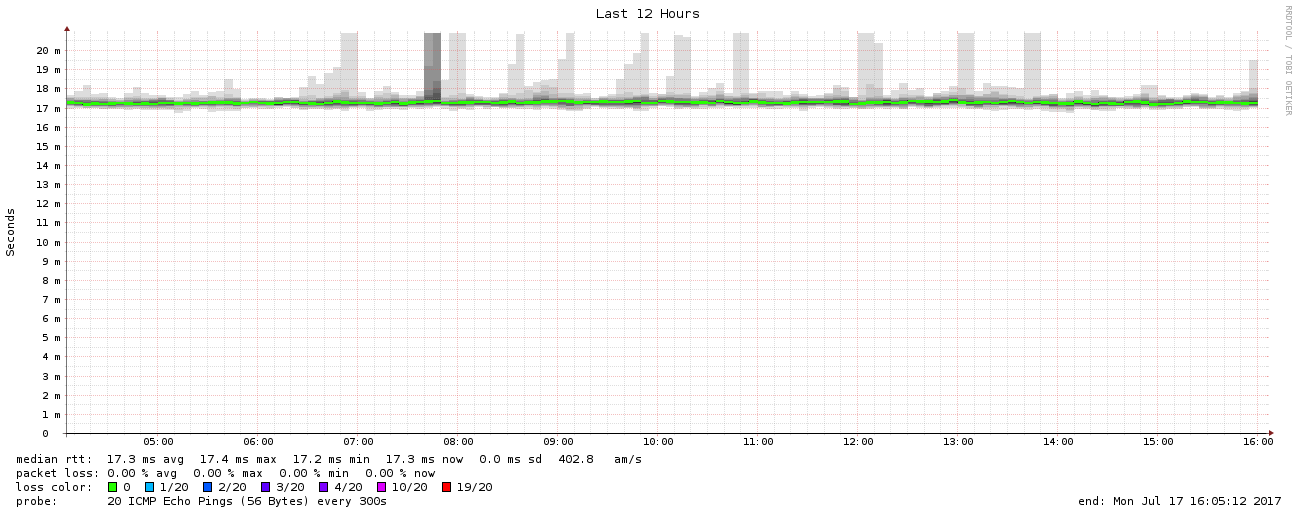 Last 12 Hours
RRDTOOL / TOBI OETIKER
Seconds
20 m
19 m
18 m
17 m
16 m
15 m
14 m
13 m
12 m
11 m
10 m
9 m
8 m
7 m
6 m
5 m
4 m
3 m
2 m
1 m
0
05:00 06:00 07:00 08:00 09:00 10:00 11:00 12:00 13:00 14:00 15:00 16:00
median rtt: 17.3 ms avg 17.4 ms max 17.2 ms min 17.3 ms now 0.0 ms sd 402.8 am/s
packet loss: 0.00 % avg 0.00 % max 0.00 % min 0.00 % now
loss color: 0 1/20 2/20 3/20 4/20 10/20 19/20
probe: 20 ICMP Echo Pings (56 Bytes) every 300s end: Mon Jul 17 16:05:12 2017